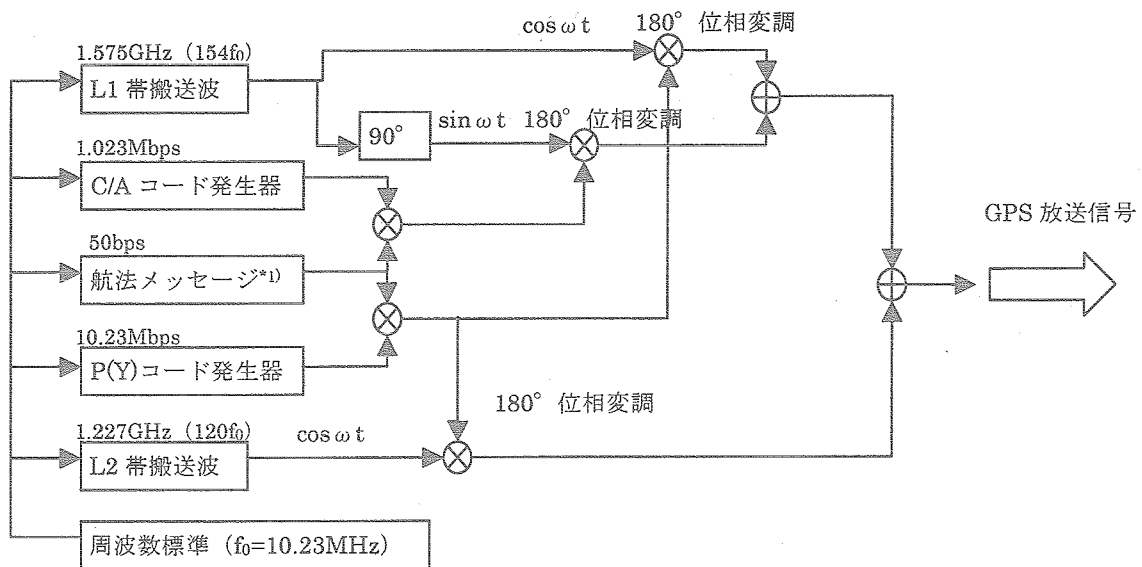 cos ω t 180° 位相変調
1.575GHz (154f₀)
L1 帯搬送波
90°
sin ω t 180° 位相変調
1.023Mbps
C/A コード発生器
GPS 放送信号
50bps
航法メッセージ*1)
10.23Mbps
P(Y)コード発生器
180° 位相変調
1.227GHz (120f₀)
cos ω t
L2 帯搬送波
周波数標準 (f₀=10.23MHz)